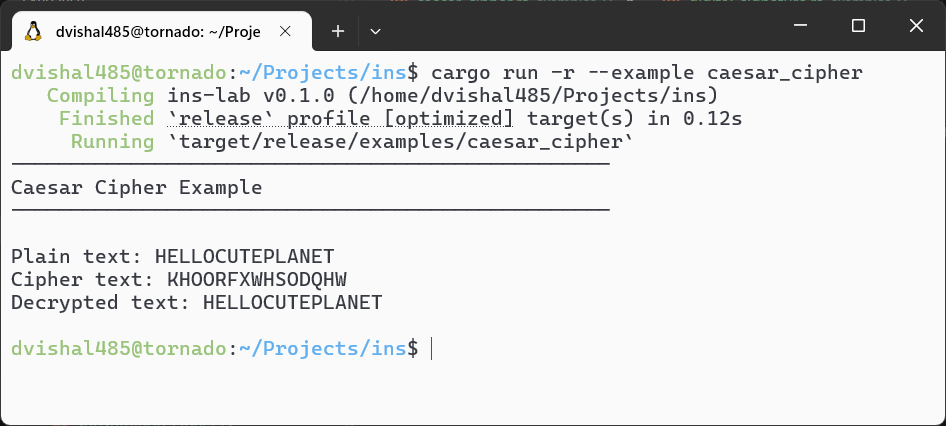 dvishal485@tornado: ~/Proje
dvishal485@tornado:~/Projects/ins$ cargo run -r --example caesar_cipher
Compiling ins-lab v0.1.0 (/home/dvishal485/Projects/ins)
Finished `release` profile [optimized] target(s) in 0.12s
Running `target/release/examples/caesar_cipher`
Caesar Cipher Example
Plain text: HELLOCUTEPLANET
Cipher text: KHOORFXWHSODQHW
Decrypted text: HELLOCUTEPLANET
dvishal485@tornado:~/Projects/ins$